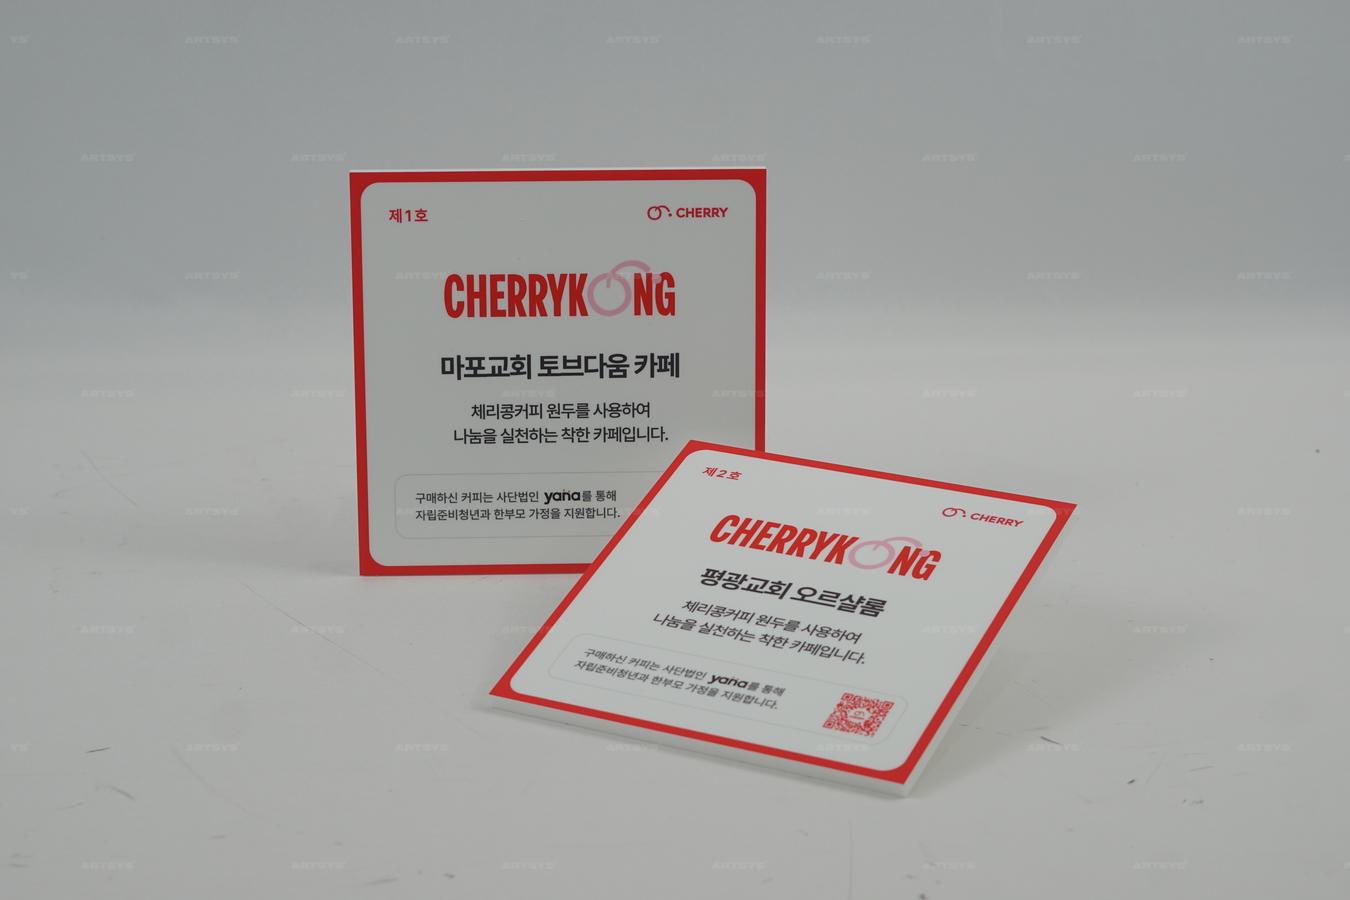 제1호
CHERRY
CHERRYKONG
마포교회 토브다움 카페
체리콩커피 원두를 사용하여
나눔을 실천하는 착한 카페입니다.
구매하신 커피는 사단법인 yana를 통해
자립준비청년과 한부모 가정을 지원합니다.
제2호
CHERRY
CHERRYKONG
평광교회 오르샬롬
체리콩커피 원두를 사용하여
나눔을 실천하는 착한 카페입니다.
구매하신 커피는 사단법인 yana를 통해
자립준비청년과 한부모 가정을 지원합니다.
ARTSYS